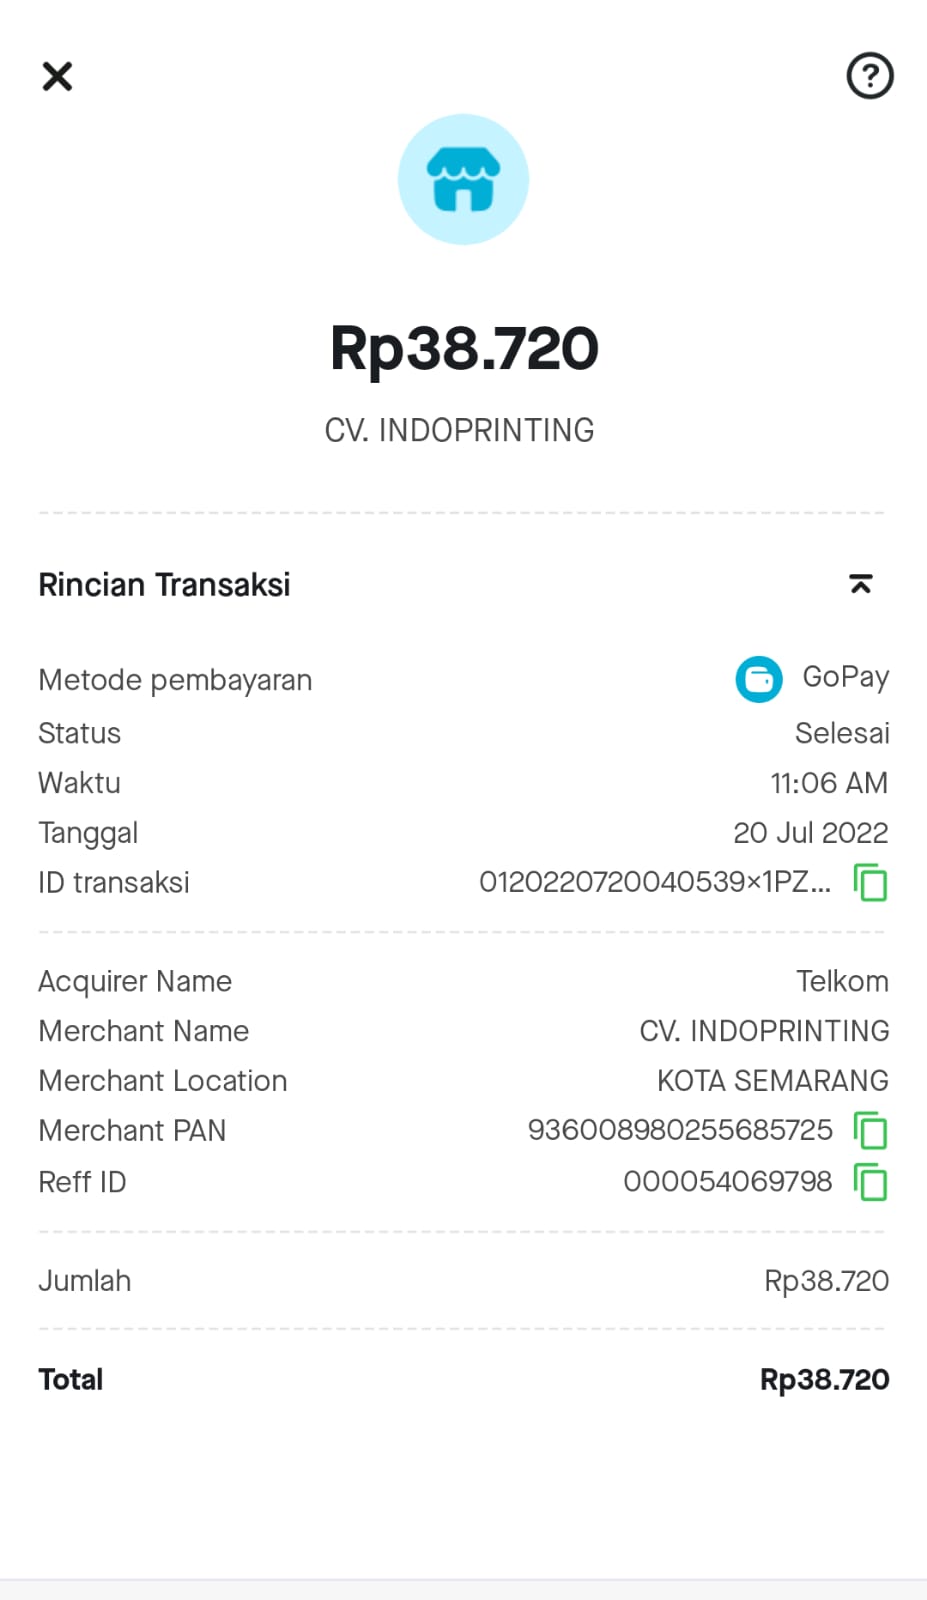 Rp38.720
CV. INDOPRINTING
Rincian Transaksi
Metode pembayaran GoPay
Status Selesai
Waktu 11:06 AM
Tanggal 20 Jul 2022
ID transaksi 0120220720040539×1PZ...
Acquirer Name Telkom
Merchant Name CV. INDOPRINTING
Merchant Location KOTA SEMARANG
Merchant PAN 936008980255685725
Reff ID 000054069798
Jumlah Rp38.720
Total Rp38.720